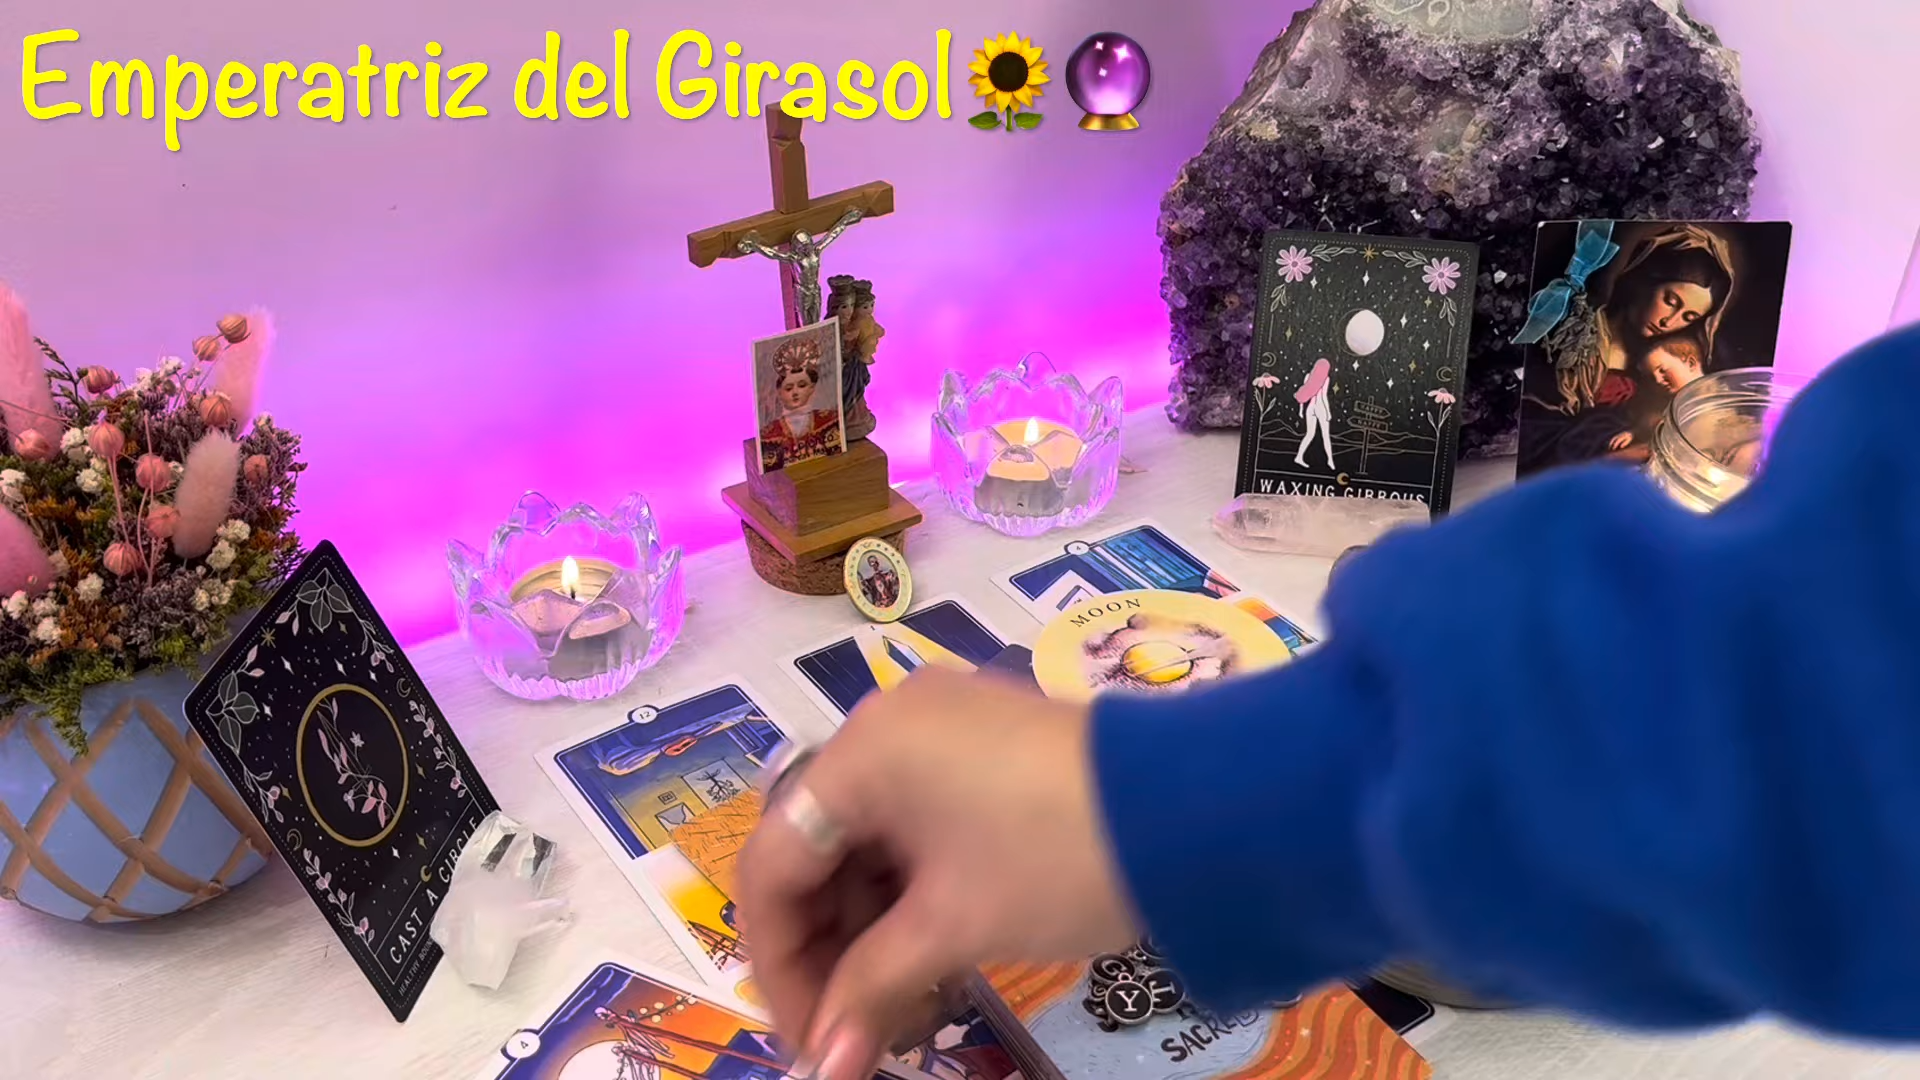 Emperatriz del Girasol🌻🔮
WAXING GIBBOUS
MOON
12
CAST A CIRCLE
4
Y
SACRED